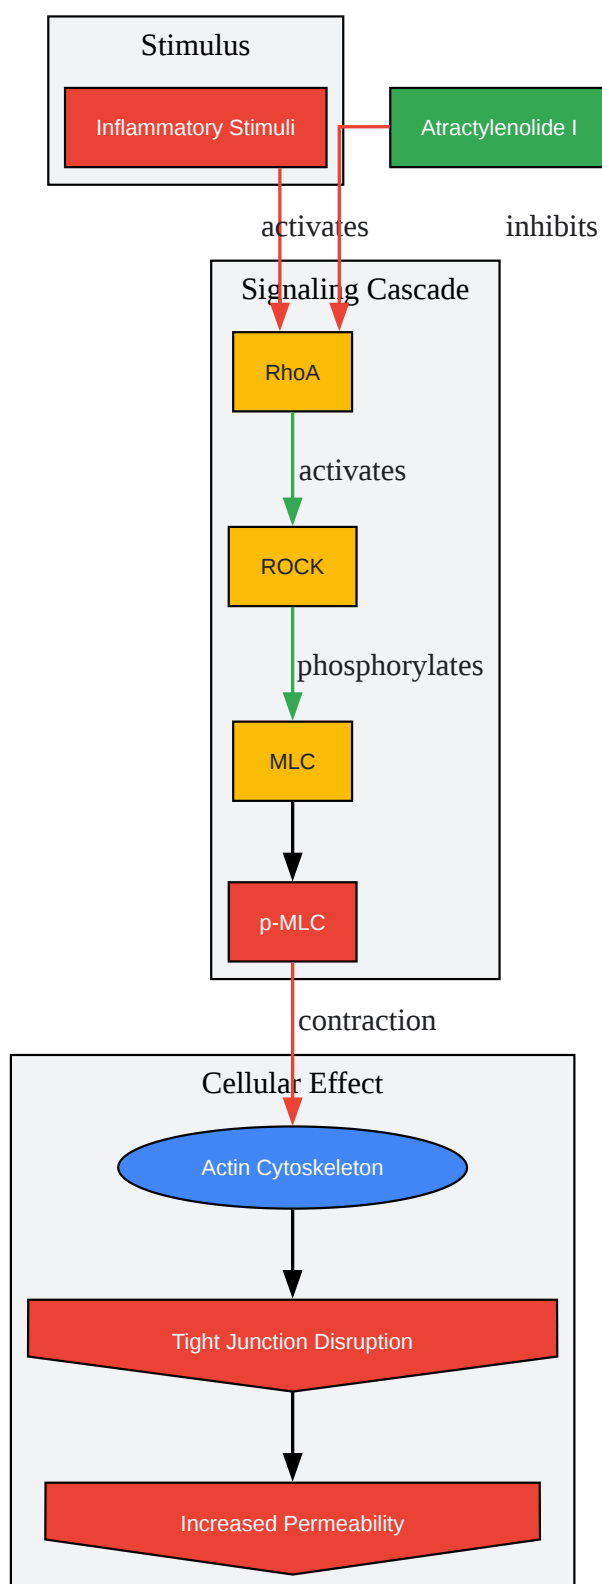 Stimulus
Inflammatory Stimuli
Atractylenolide I
activates
inhibits
Signaling Cascade
RhoA
activates
ROCK
phosphorylates
MLC
p-MLC
contraction
Cellular Effect
Actin Cytoskeleton
Tight Junction Disruption
Increased Permeability